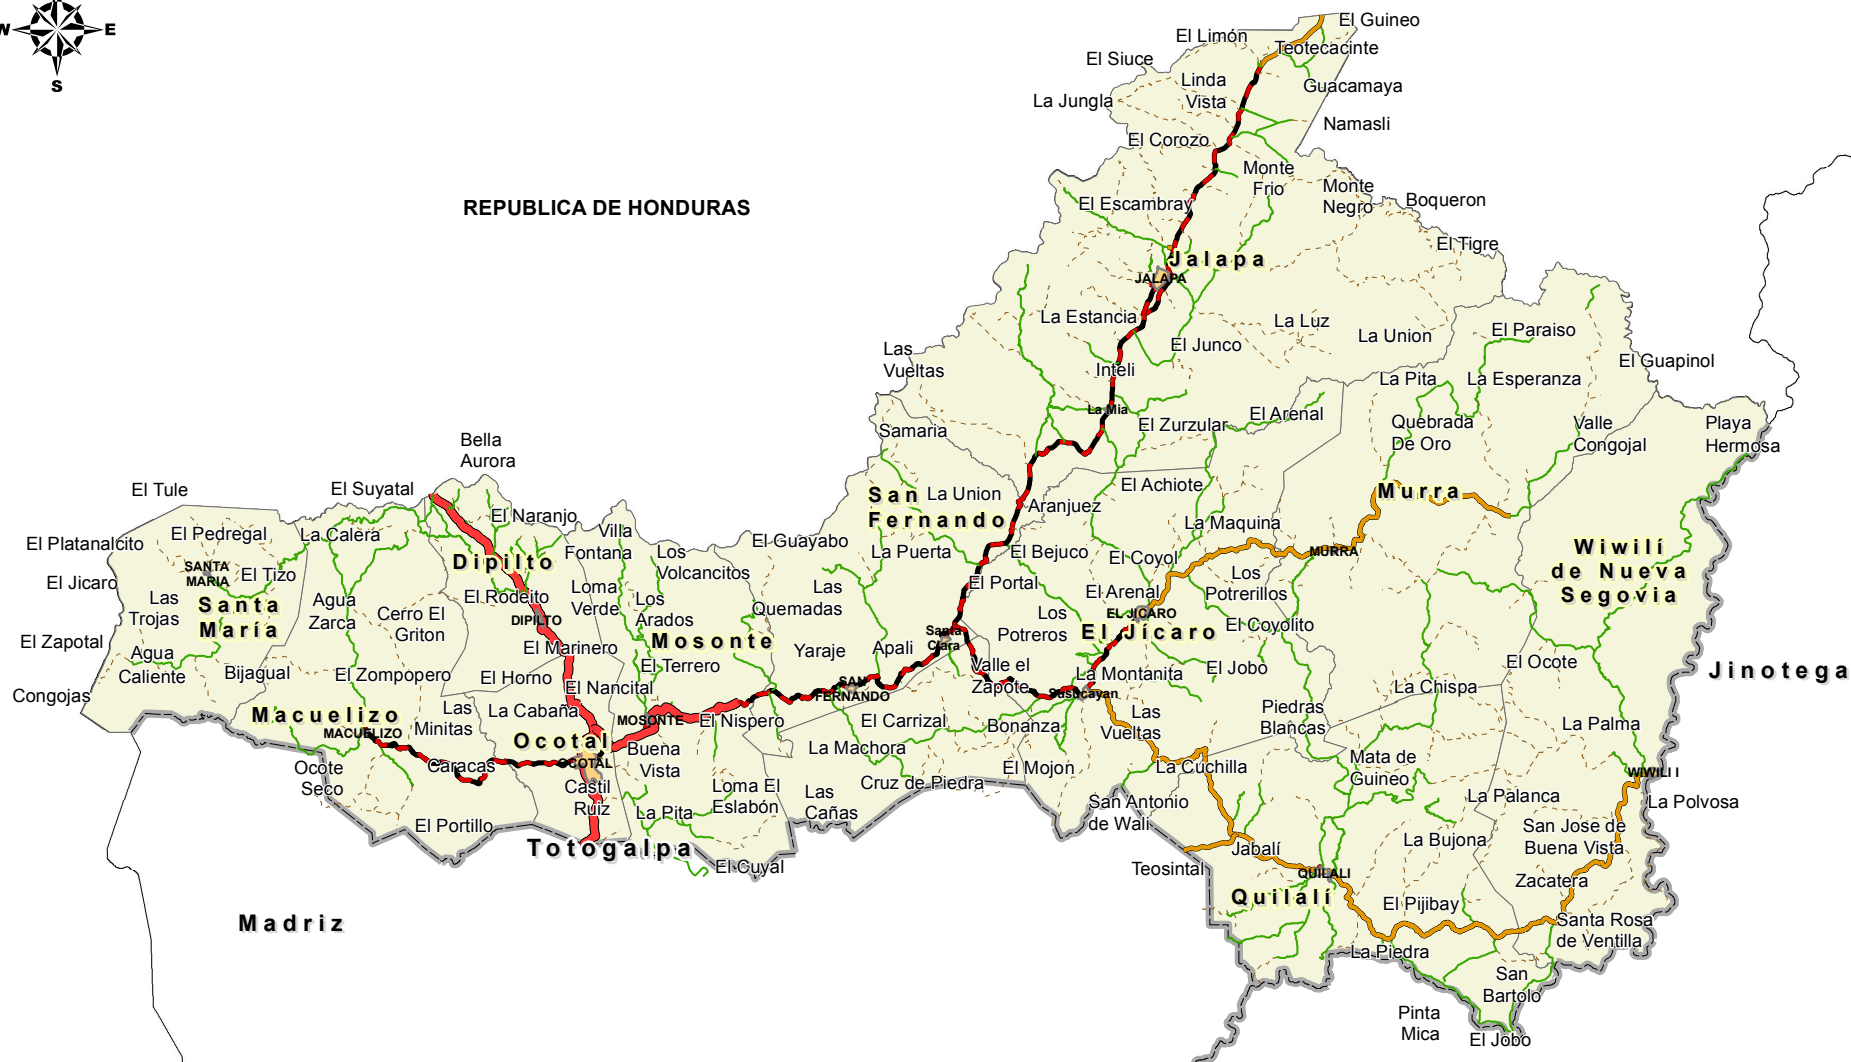 W
E
S
REPUBLICA DE HONDURAS
El Guineo
El Limón
Teotecacinte
El Siuce
Linda
Vista
Guacamaya
La Jungla
Namasli
El Corozo
Monte
Frio
Monte
Negro
Boqueron
El Escambray
El Tigre
Jalapa
JALAPA
La Estancia
La Luz
La Union
El Paraiso
El Junco
Las
Vueltas
El Guapinol
Inteli
La Pita
La Esperanza
La Mia
El Arenal
El Zurzular
Quebrada
De Oro
Valle
Congojal
Playa
Hermosa
Samaria
Bella
Aurora
El Tule
El Suyatal
San
Fernando
La Union
Aranjuez
El Achiote
Murra
El Naranjo
La Maquina
El Pedregal
La Calera
Villa
Fontana
El Guayabo
El Platanalcito
Los
Volcancitos
La Puerta
El Bejuco
El Coyol
MURRA
Wiwilí
de Nueva
Segovia
Dipilto
SANTA
MARIA
El Tizo
El Jicaro
El Portal
Los
Potrerillos
Las
Trojas
Santa
María
Agua
Zarca
Cerro El
Griton
El Rodeito
Loma
Verde
Los
Arados
Las
Quemadas
El Arenal
DIPILTO
Los
Potreros
EL JICARO
El Jícaro
El Coyolito
El Zapotal
Mosonte
Santa
Clara
Agua
Caliente
El Marinero
Yaraje
Apali
Bijagual
El Zompopero
El Horno
El Terrero
Valle el
Zapote
La Montanita
El Jobo
El Ocote
Jinotega
Congojas
El Nancital
SAN
FERNANDO
Susucayan
La Chispa
Macuelizo
MACUELIZO
Las
Minitas
La Cabaña
MOSONTE
El Nispero
El Carrizal
Bonanza
Las
Vueltas
Piedras
Blancas
La Palma
Ocotal
OCOTAL
Buena
Vista
La Machora
Ocote
Seco
Caracas
Castil
Ruiz
Loma El
Eslabón
Las
Cañas
Cruz de Piedra
El Mojon
La Cuchilla
Mata de
Guineo
WIWILI I
La Polvosa
San Antonio
de Wali
La Palanca
El Portillo
La Pita
San Jose de
Buena Vista
Totogalpa
El Cuyal
La Bujona
Teosintal
Jabalí
Zacatera
QUILALI
Quilalí
El Pijibay
Madriz
Santa Rosa
de Ventilla
La Piedra
San
Bartolo
Pinta
Mica
El Jobo